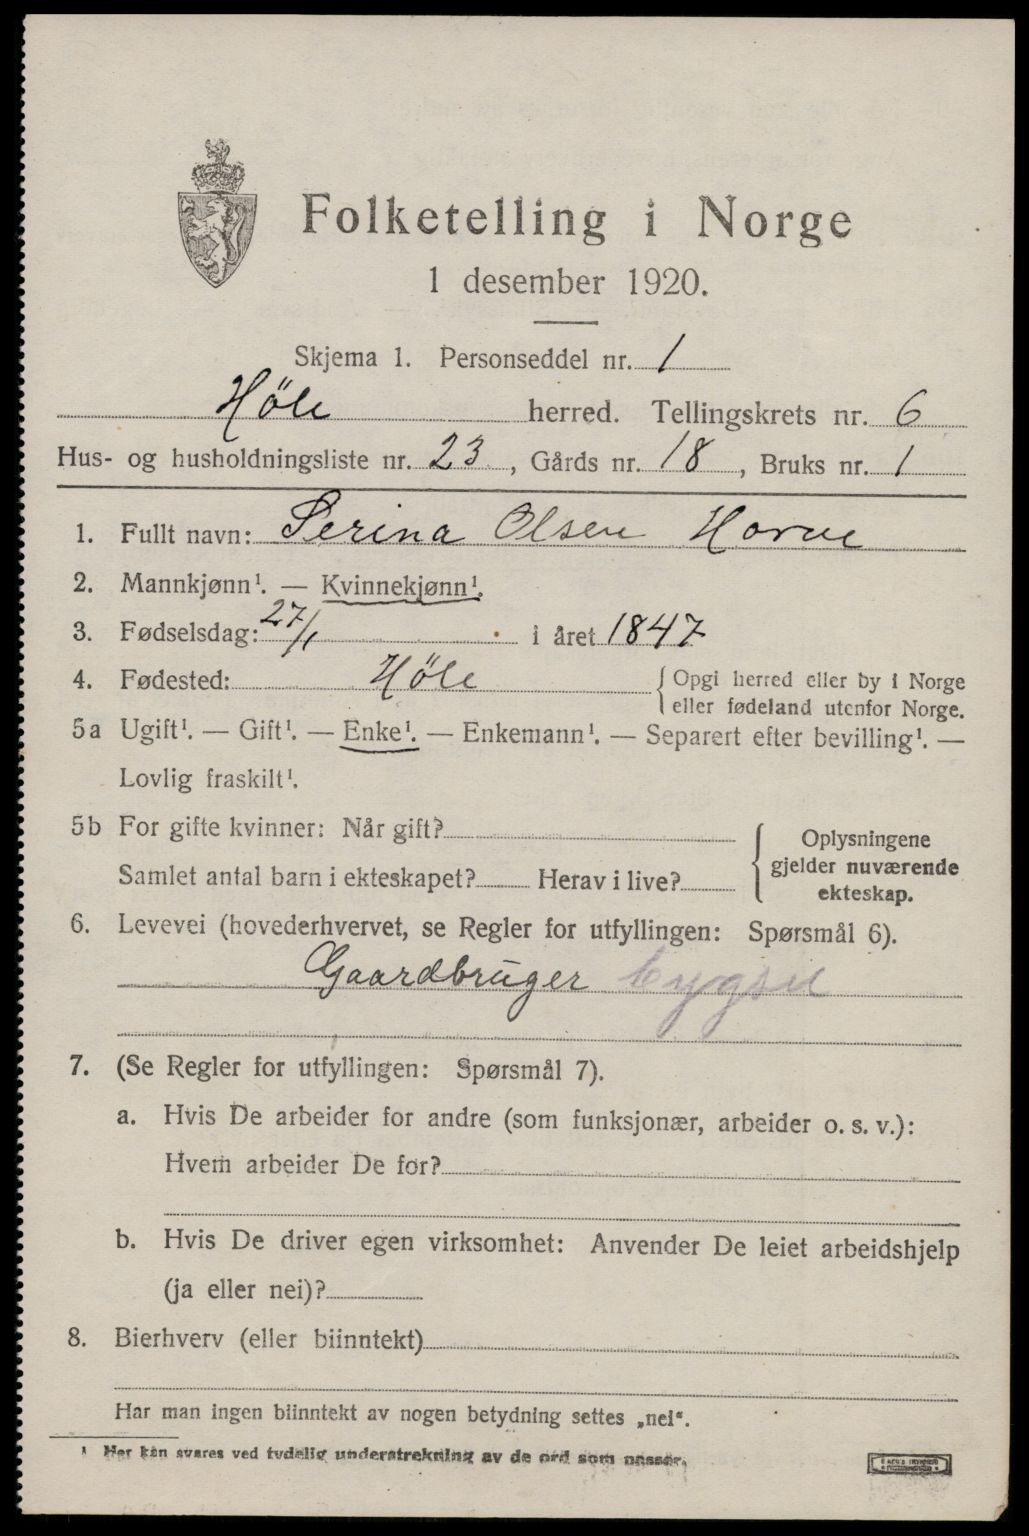 Folketelling i Norge
1 desember 1920.
Skjema 1. Personseddel nr. 1
Höle herred. Tellingskrets nr. 6
Hus- og husholdningsliste nr. 23, Gårds nr. 18, Bruks nr. 1
1. Fullt navn: Serina Olsen Horve
2. Mannkjønn¹. — Kvinnekjønn¹.
3. Fødselsdag: 27/1 i året 1847
4. Fødested: Höle { Opgi herred eller by i Norge
eller fødeland utenfor Norge.
5a Ugift¹. — Gift¹. — Enke¹. — Enkemann¹. — Separert efter bevilling¹. —
Lovlig fraskilt¹.
5b For gifte kvinner: Når gift?
Samlet antal barn i ekteskapet? Herav i live?
{ Oplysningene
gjelder nuværende
ekteskap.
6. Levevei (hovederhvervet, se Regler for utfyllingen: Spørsmål 6).
Gaardbruger
7. (Se Regler for utfyllingen: Spørsmål 7).
a. Hvis De arbeider for andre (som funksjonær, arbeider o. s. v.):
Hvem arbeider De for?
b. Hvis De driver egen virksomhet: Anvender De leiet arbeidshjelp
(ja eller nei)?
8. Bierhverv (eller biinntekt)
Har man ingen biinntekt av nogen betydning settes „nei“.
¹ Her kan svares ved tydelig understrekning av de ord som passer.